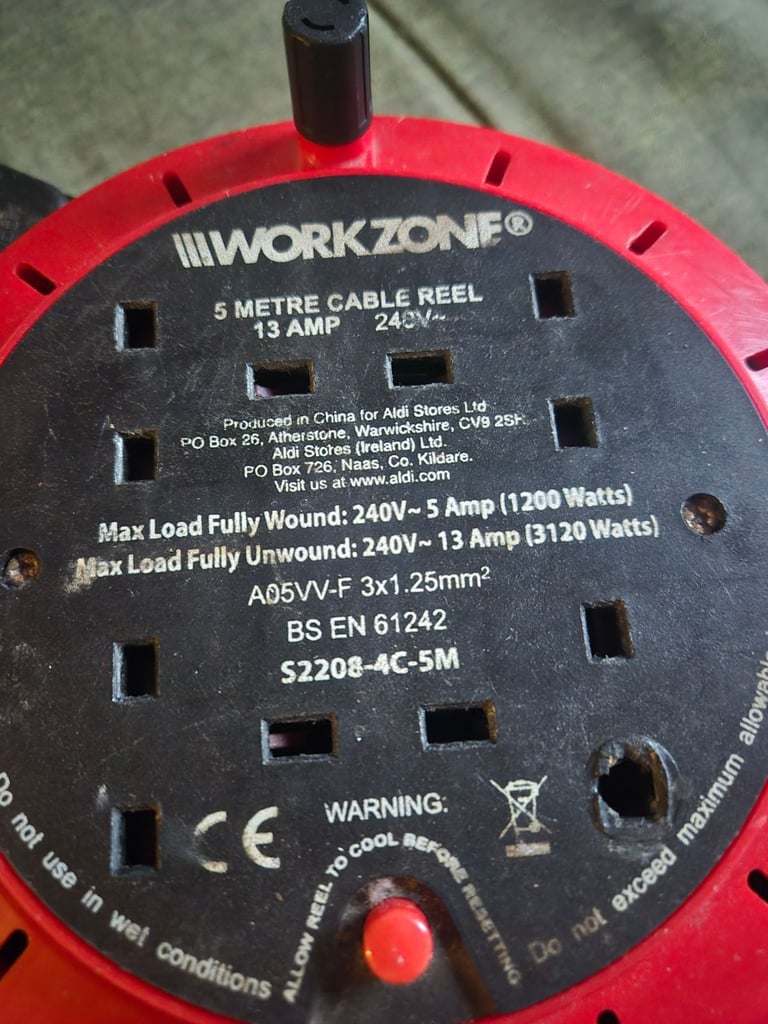 WORKZONE®
5 METRE CABLE REEL
13 AMP 240V~
Produced in China for Aldi Stores Ltd
PO Box 26, Atherstone, Warwickshire, CV9 2SH.
Aldi Stores (Ireland) Ltd.
PO Box 726, Naas, Co. Kildare.
Visit us at www.aldi.com
Max Load Fully Wound: 240V~ 5 Amp (1200 Watts)
Max Load Fully Unwound: 240V~ 13 Amp (3120 Watts)
A05VV-F 3x1.25mm²
BS EN 61242
S2208-4C-5M
CE
WARNING:
ALLOW REEL TO COOL BEFORE RESETTING
Do not use in wet conditions
Do not exceed maximum allowable